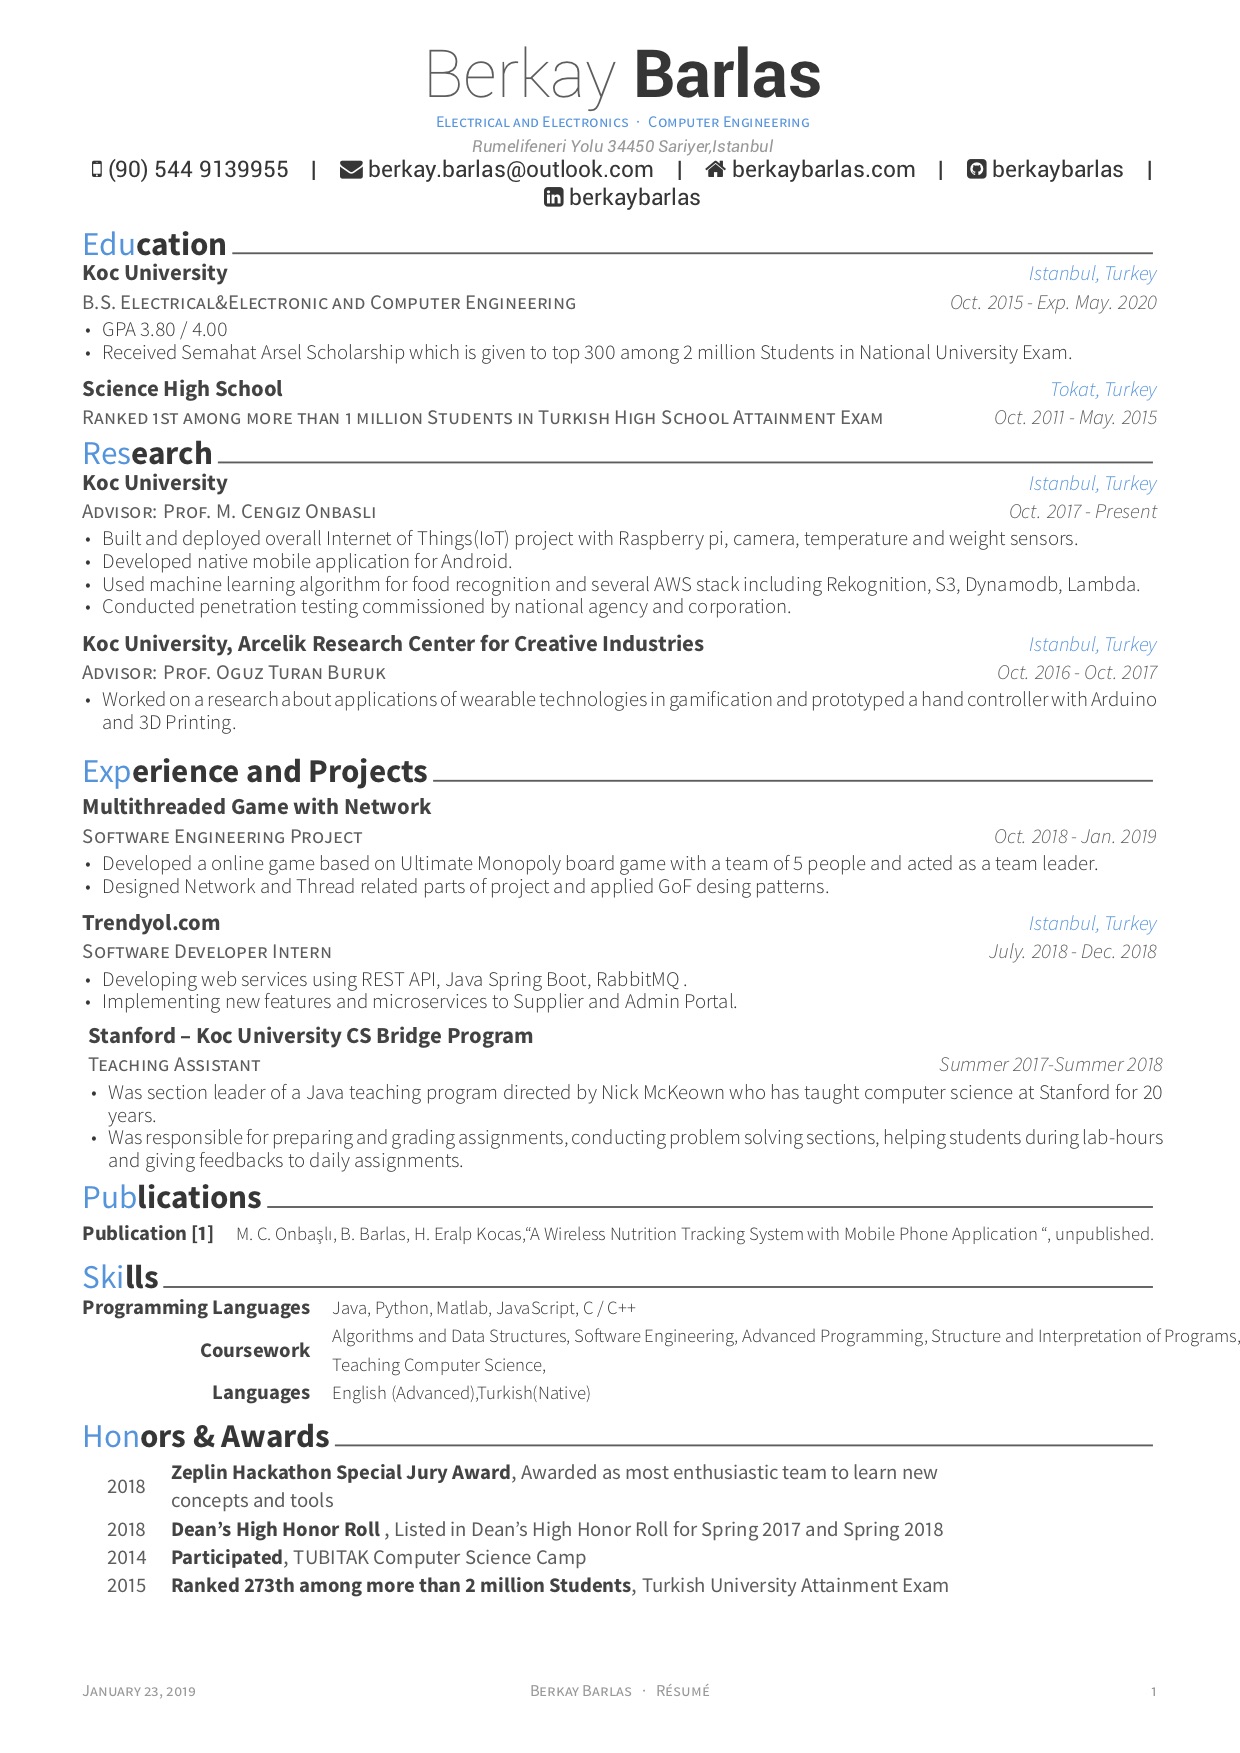 Berkay Barlas
Electrical and Electronics · Computer Engineering
Rumelifeneri Yolu 34450 Sariyer,Istanbul
(90) 544 9139955 | berkay.barlas@outlook.com | berkaybarlas.com | berkaybarlas |
berkaybarlas
Education
Koc University Istanbul, Turkey
B.S. Electrical&Electronic and Computer Engineering Oct. 2015 - Exp. May. 2020
• GPA 3.80 / 4.00
• Received Semahat Arsel Scholarship which is given to top 300 among 2 million Students in National University Exam.
Science High School Tokat, Turkey
Ranked 1st among more than 1 million Students in Turkish High School Attainment Exam Oct. 2011 - May. 2015
Research
Koc University Istanbul, Turkey
Advisor: Prof. M. Cengiz Onbasli Oct. 2017 - Present
• Built and deployed overall Internet of Things(IoT) project with Raspberry pi, camera, temperature and weight sensors.
• Developed native mobile application for Android.
• Used machine learning algorithm for food recognition and several AWS stack including Rekognition, S3, Dynamodb, Lambda.
• Conducted penetration testing commissioned by national agency and corporation.
Koc University, Arcelik Research Center for Creative Industries Istanbul, Turkey
Advisor: Prof. Oguz Turan Buruk Oct. 2016 - Oct. 2017
• Worked on a research about applications of wearable technologies in gamification and prototyped a hand controller with Arduino
and 3D Printing.
Experience and Projects
Multithreaded Game with Network
Software Engineering Project Oct. 2018 - Jan. 2019
• Developed a online game based on Ultimate Monopoly board game with a team of 5 people and acted as a team leader.
• Designed Network and Thread related parts of project and applied GoF desing patterns.
Trendyol.com Istanbul, Turkey
Software Developer Intern July. 2018 - Dec. 2018
• Developing web services using REST API, Java Spring Boot, RabbitMQ .
• Implementing new features and microservices to Supplier and Admin Portal.
Stanford – Koc University CS Bridge Program
Teaching Assistant Summer 2017-Summer 2018
• Was section leader of a Java teaching program directed by Nick McKeown who has taught computer science at Stanford for 20
years.
• Was responsible for preparing and grading assignments, conducting problem solving sections, helping students during lab-hours
and giving feedbacks to daily assignments.
Publications
Publication [1] M. C. Onbaşlı, B. Barlas, H. Eralp Kocas,“A Wireless Nutrition Tracking System with Mobile Phone Application “, unpublished.
Skills
Programming Languages Java, Python, Matlab, JavaScript, C / C++
Algorithms and Data Structures, Software Engineering, Advanced Programming, Structure and Interpretation of Programs,
Coursework
Teaching Computer Science,
Languages English (Advanced),Turkish(Native)
Honors & Awards
2018 Zeplin Hackathon Special Jury Award, Awarded as most enthusiastic team to learn new
concepts and tools
2018 Dean’s High Honor Roll , Listed in Dean’s High Honor Roll for Spring 2017 and Spring 2018
2014 Participated, TUBITAK Computer Science Camp
2015 Ranked 273th among more than 2 million Students, Turkish University Attainment Exam
January 23, 2019 Berkay Barlas · Résumé 1